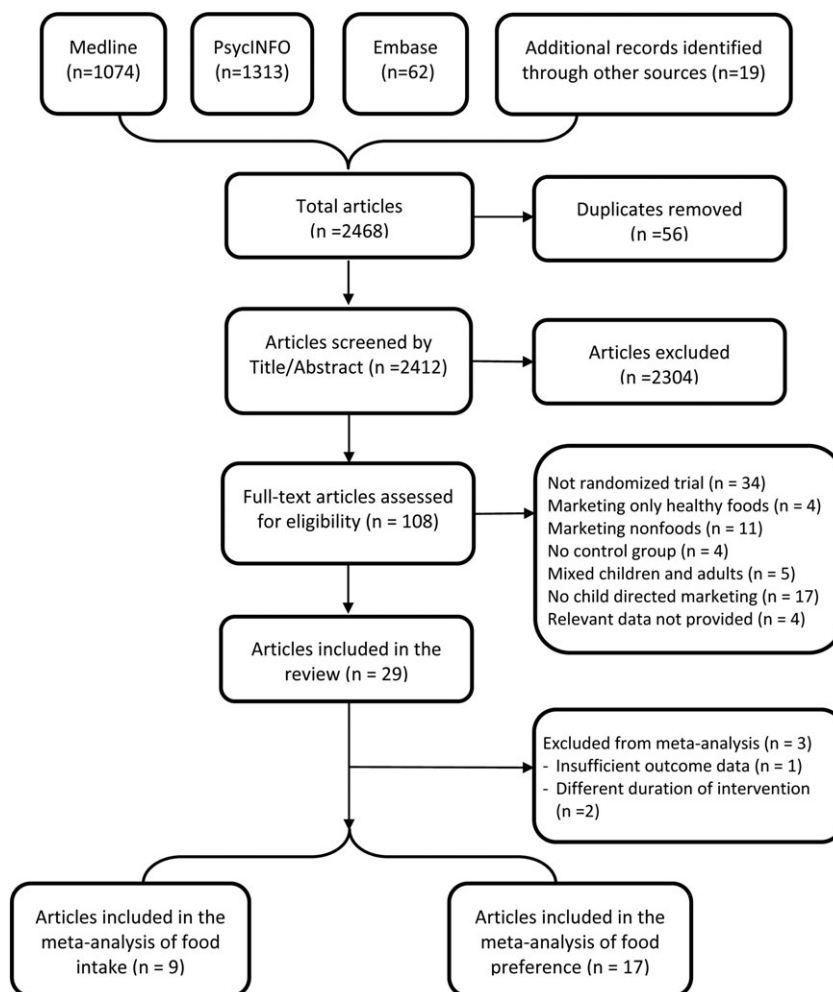 Medline
(n=1074)
PsycINFO
(n=1313)
Embase
(n=62)
Additional records identified
through other sources (n=19)
Total articles
(n =2468)
Duplicates removed
(n =56)
Articles screened by
Title/Abstract (n =2412)
Articles excluded
(n =2304)
Full-text articles assessed
for eligibility (n = 108)
Not randomized trial (n = 34)
Marketing only healthy foods (n = 4)
Marketing nonfoods (n = 11)
No control group (n = 4)
Mixed children and adults (n = 5)
No child directed marketing (n = 17)
Relevant data not provided (n = 4)
Articles included in the
review (n = 29)
Excluded from meta-analysis (n = 3)
- Insufficient outcome data (n = 1)
- Different duration of intervention
(n =2)
Articles included in the
meta-analysis of food
intake (n = 9)
Articles included in the
meta-analysis of food
preference (n = 17)